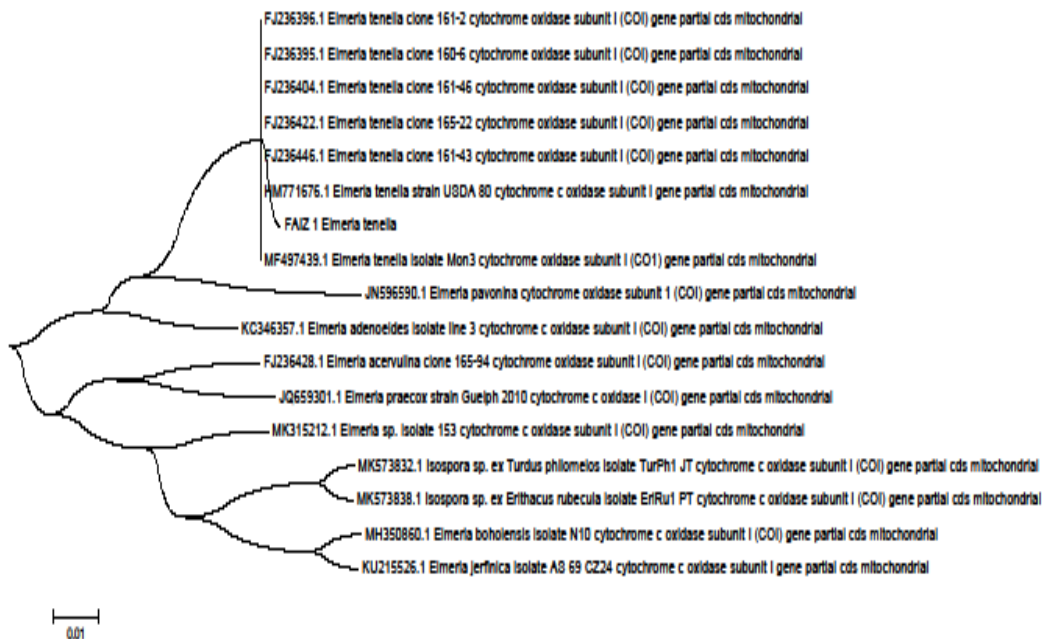 FJ236396.1 Eimeria tenella clone 161-2 cytochrome oxidase subunit I (COI) gene partial cds mitochondrial
FJ236395.1 Eimeria tenella clone 160-6 cytochrome oxidase subunit I (COI) gene partial cds mitochondrial
FJ236404.1 Eimeria tenella clone 161-46 cytochrome oxidase subunit I (COI) gene partial cds mitochondrial
FJ236422.1 Eimeria tenella clone 165-22 cytochrome oxidase subunit I (COI) gene partial cds mitochondrial
FJ236446.1 Eimeria tenella clone 161-43 cytochrome oxidase subunit I (COI) gene partial cds mitochondrial
HM771676.1 Eimeria tenella strain USDA 80 cytochrome c oxidase subunit I gene partial cds mitochondrial
FAIZ 1 Eimeria tenella
MF497439.1 Eimeria tenella isolate Mon3 cytochrome oxidase subunit I (CO1) gene partial cds mitochondrial
JN596590.1 Eimeria pavonina cytochrome oxidase subunit 1 (COI) gene partial cds mitochondrial
KC346357.1 Eimeria adenoeides isolate line 3 cytochrome c oxidase subunit I (COI) gene partial cds mitochondrial
FJ236428.1 Eimeria acervulina clone 165-94 cytochrome oxidase subunit I (COI) gene partial cds mitochondrial
JQ659301.1 Eimeria praecox strain Guelph 2010 cytochrome c oxidase I (COI) gene partial cds mitochondrial
MK315212.1 Eimeria sp. isolate 153 cytochrome c oxidase subunit I (COI) gene partial cds mitochondrial
MK573832.1 Isospora sp. ex Turdus philomelos isolate TurPh1 JT cytochrome c oxidase subunit I (COI) gene partial cds mitochondrial
MK573838.1 Isospora sp. ex Erithacus rubecula isolate EriRu1 PT cytochrome c oxidase subunit I (COI) gene partial cds mitochondrial
MH350860.1 Eimeria boholensis isolate N10 cytochrome c oxidase subunit I (COI) gene partial cds mitochondrial
KU215526.1 Eimeria jerfinica isolate AS 69 CZ24 cytochrome c oxidase subunit I gene partial cds mitochondrial
0.01